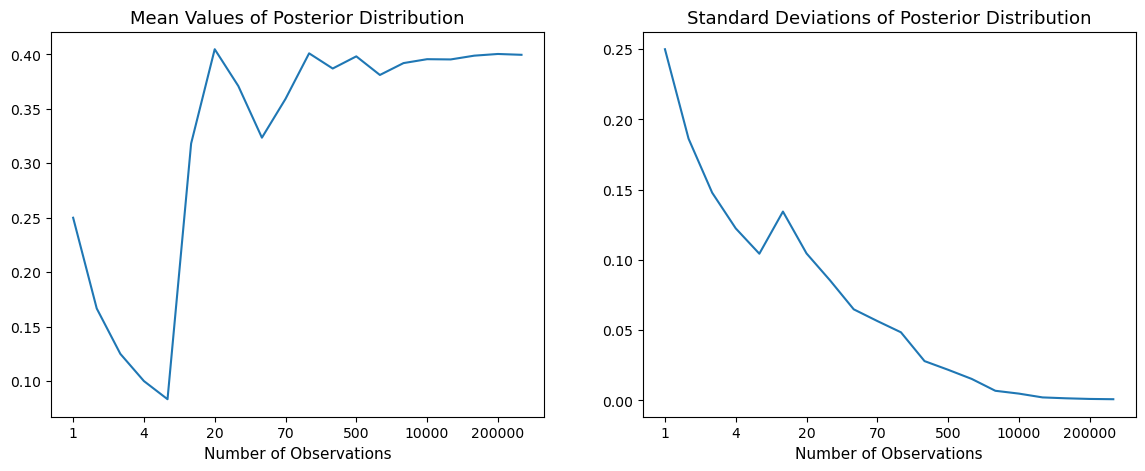 Mean Values of Posterior Distribution
0.40
0.35
0.30
0.25
0.20
0.15
0.10
1 4 20 70 500 10000 200000
Number of Observations
Standard Deviations of Posterior Distribution
0.25
0.20
0.15
0.10
0.05
0.00
1 4 20 70 500 10000 200000
Number of Observations